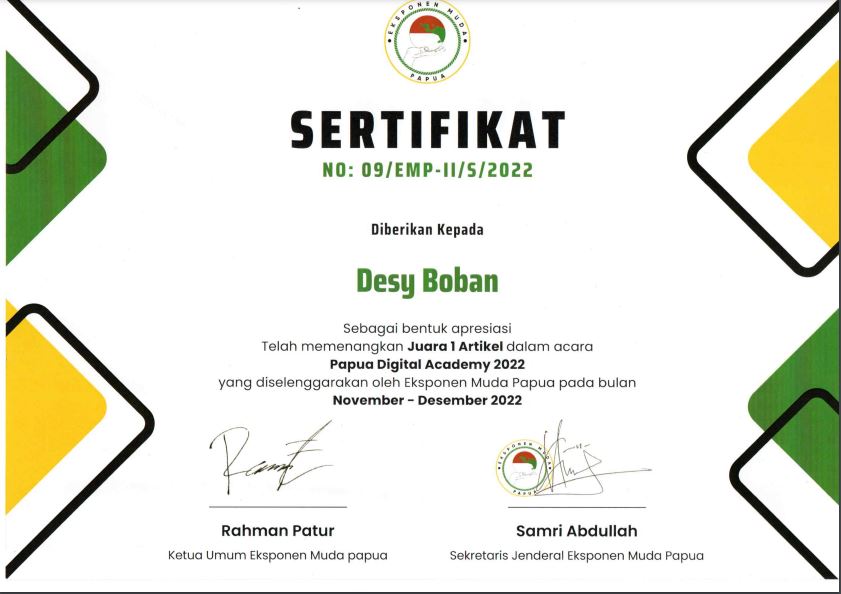 EKSPONEN MUDA
PAPUA
SERTIFIKAT
NO: 09/EMP-II/S/2022
Diberikan Kepada
Desy Boban
Sebagai bentuk apresiasi
Telah memenangkan Juara 1 Artikel dalam acara
Papua Digital Academy 2022
yang diselenggarakan oleh Eksponen Muda Papua pada bulan
November - Desember 2022
EKSPONEN MUDA
PAPUA
Rahman Patur
Samri Abdullah
Ketua Umum Eksponen Muda papua
Sekretaris Jenderal Eksponen Muda Papua